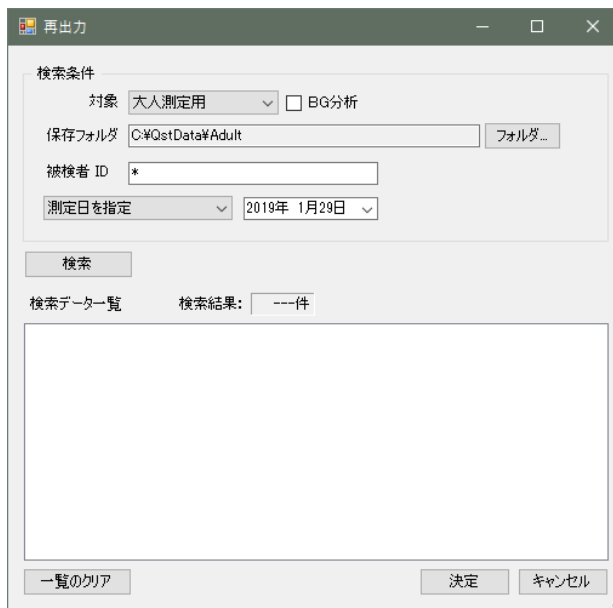 再出力
検索条件
対象 大人測定用 BG分析
保存フォルダ C:¥QstData¥Adult フォルダ...
被検者 ID *
測定日を指定 2019年 1月29日
検索
検索データ一覧 検索結果: ---件
一覧のクリア 決定 キャンセル